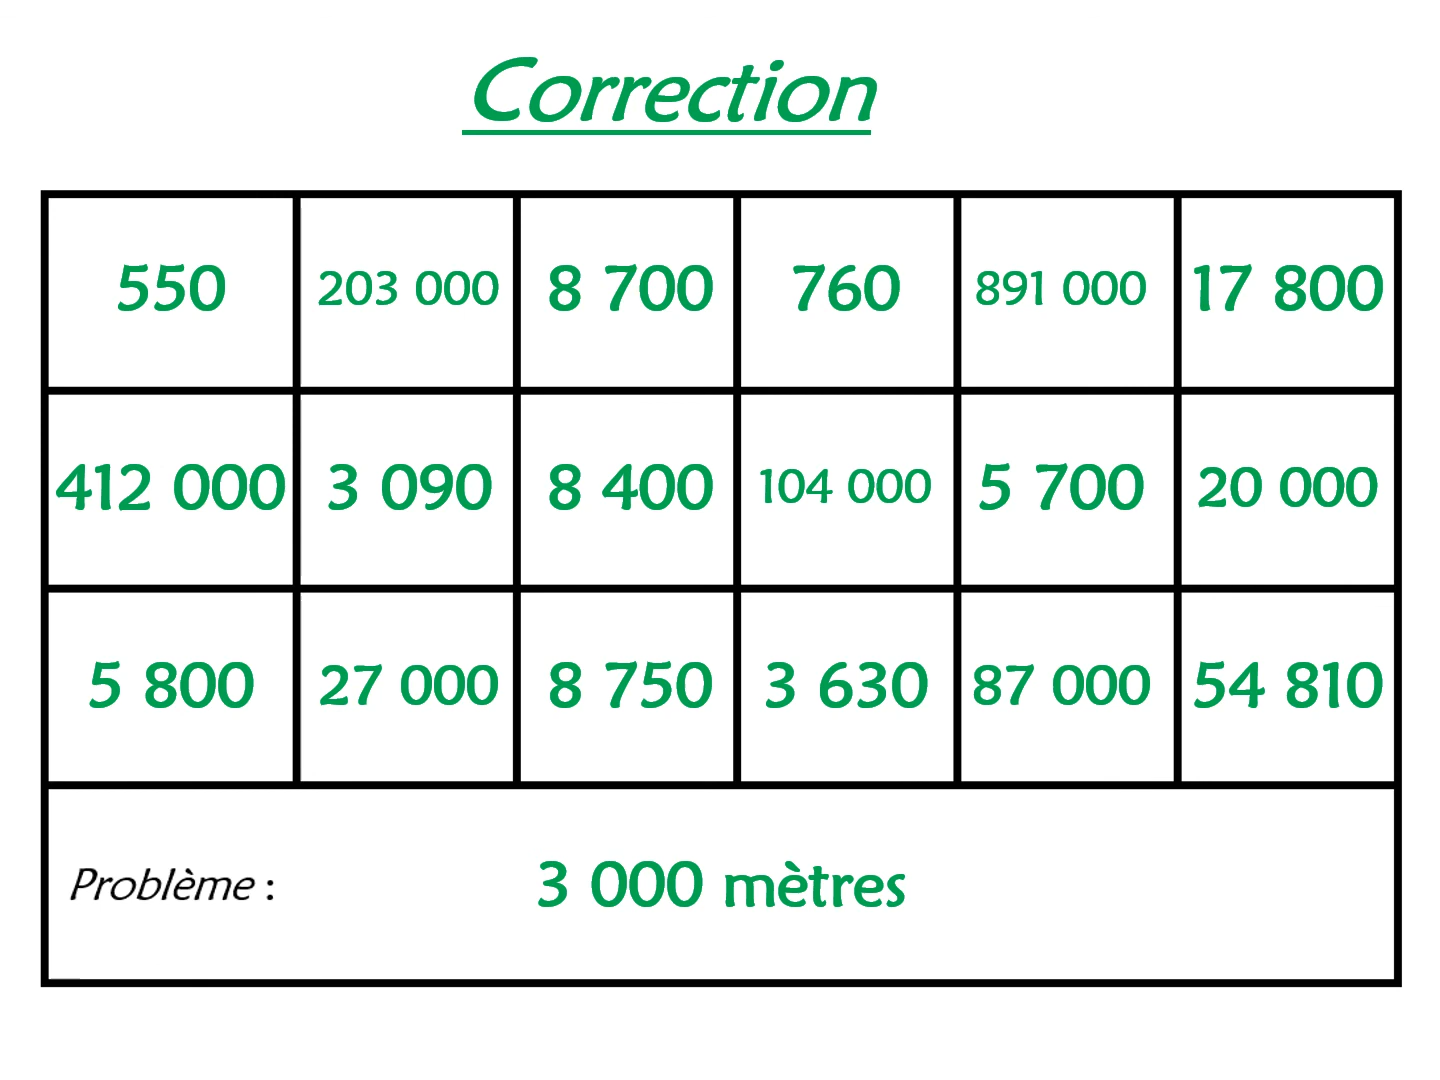 Correction
550 203 000 8 700 760 891 000 17 800
412 000 3 090 8 400 104 000 5 700 20 000
5 800 27 000 8 750 3 630 87 000 54 810
Problème : 3 000 mètres